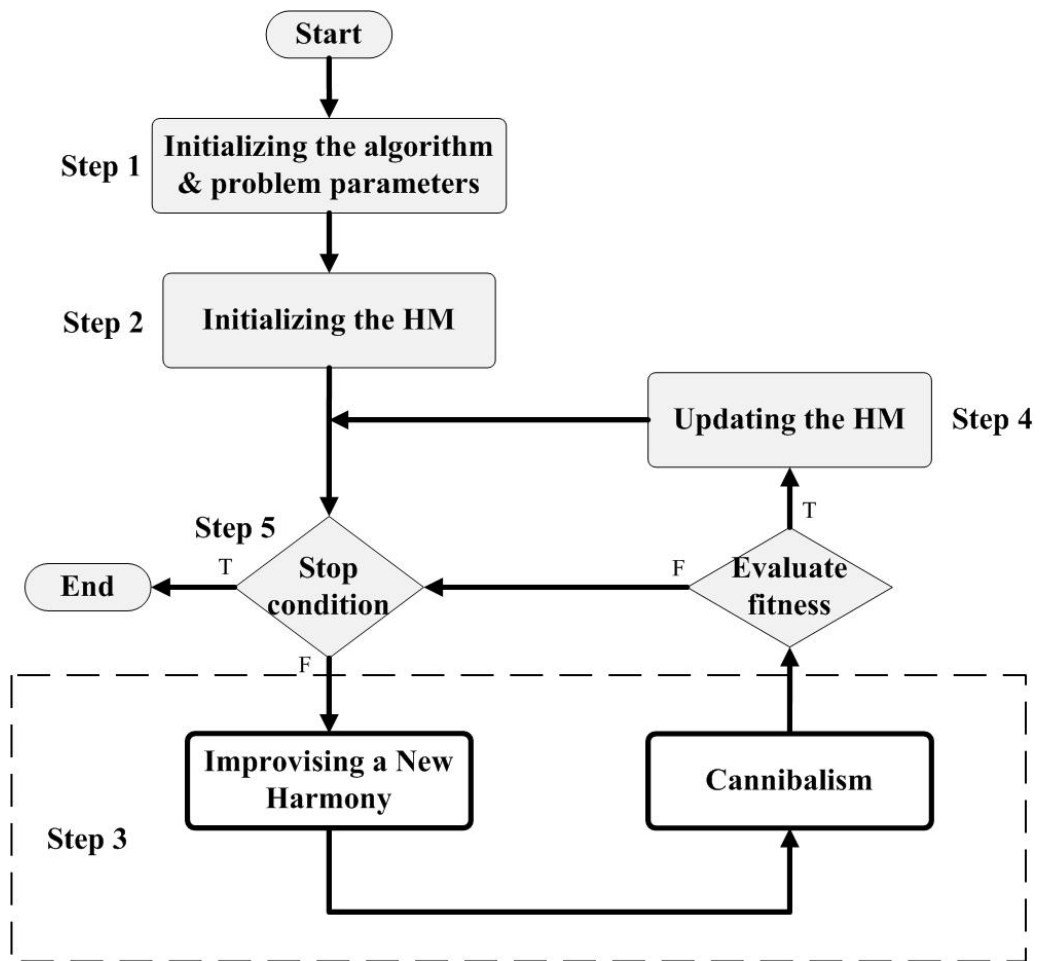 Start
Step 1
Initializing the algorithm
& problem parameters
Step 2
Initializing the HM
Updating the HM
Step 4
Step 5
T
End
T
Stop
condition
F
Evaluate
fitness
F
Improvising a New
Harmony
Cannibalism
Step 3